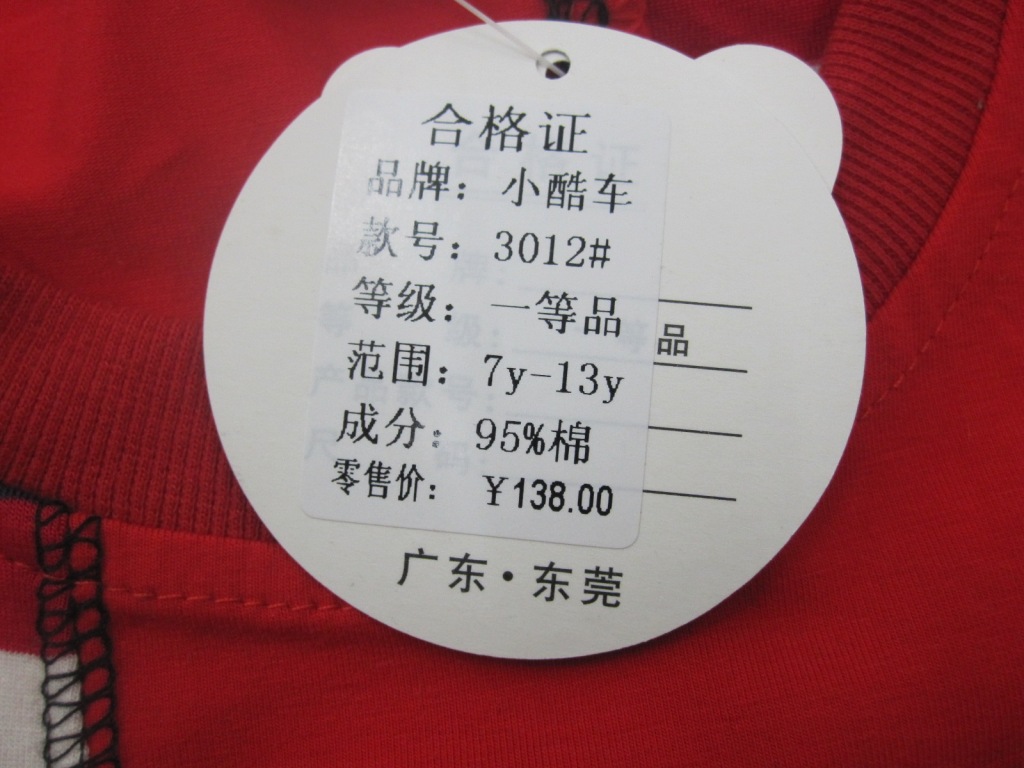 合格证
品牌：小酷车
款号：3012#
等级：一等品
品
范围：7y-13y
成分：95%棉
零售价：￥138.00
广东·东莞